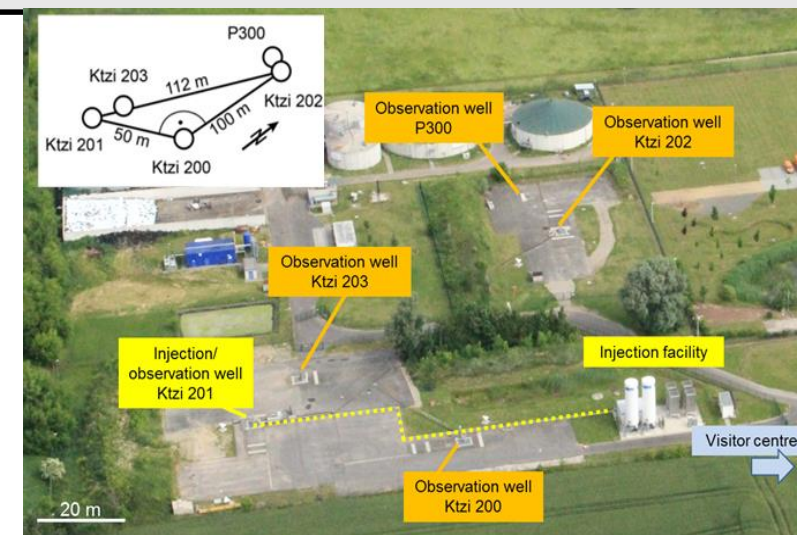 P300
Ktzi 203
112 m
Ktzi 202
Ktzi 201
50 m
100 m
Ktzi 200
N
Observation well
P300
Observation well
Ktzi 202
Observation well
Ktzi 203
Injection/
observation well
Ktzi 201
Injection facility
Visitor centre
Observation well
Ktzi 200
20 m